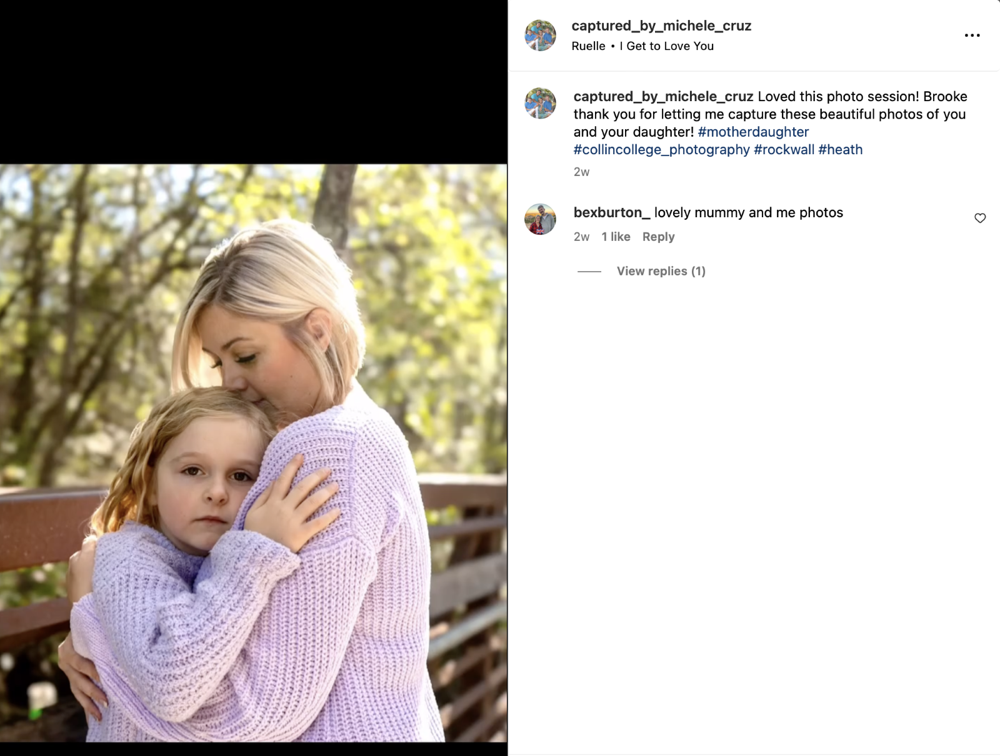 captured_by_michele_cruz
Ruelle • I Get to Love You
captured_by_michele_cruz Loved this photo session! Brooke
thank you for letting me capture these beautiful photos of you
and your daughter! #motherdaughter
#collincollege_photography #rockwall #heath
2w
bexburton_ lovely mummy and me photos
2w 1 like Reply
View replies (1)